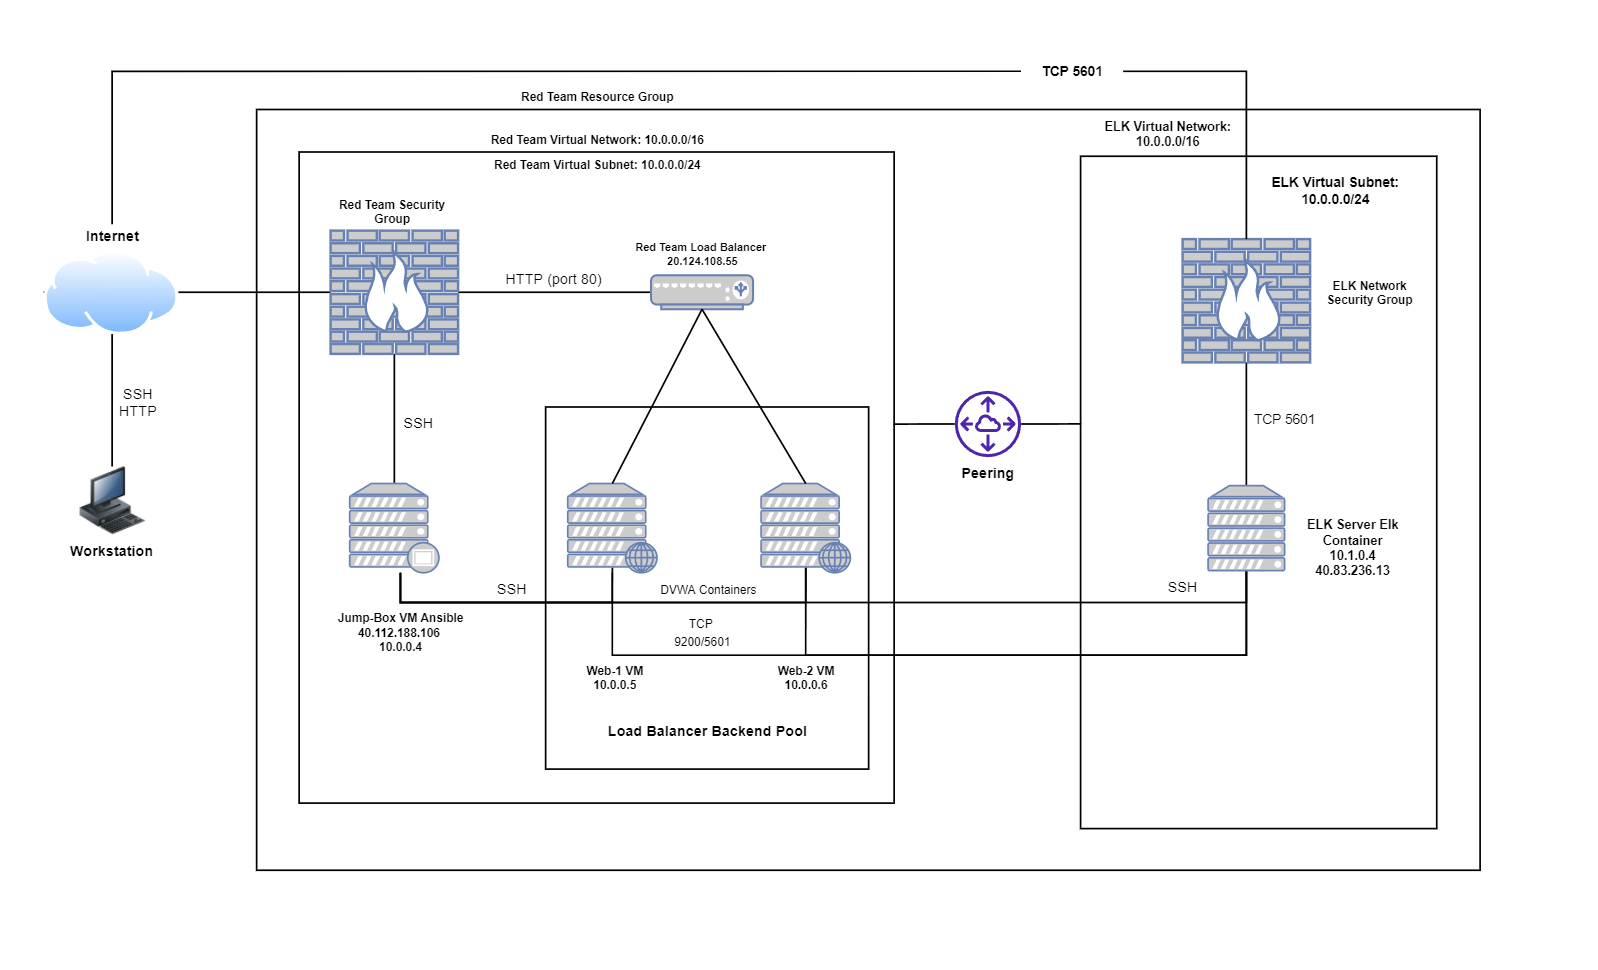 TCP 5601
Red Team Resource Group
ELK Virtual Network:
10.0.0.0/16
Red Team Virtual Network: 10.0.0.0/16
Red Team Virtual Subnet: 10.0.0.0/24
ELK Virtual Subnet:
10.0.0.0/24
Red Team Security
Group
Internet
Red Team Load Balancer
20.124.108.55
HTTP (port 80)
ELK Network
Security Group
SSH
HTTP
SSH
TCP 5601
Peering
Workstation
ELK Server Elk
Container
10.1.0.4
40.83.236.13
SSH
DVWA Containers
SSH
Jump-Box VM Ansible
40.112.188.106
10.0.0.4
TCP
9200/5601
Web-1 VM
10.0.0.5
Web-2 VM
10.0.0.6
Load Balancer Backend Pool